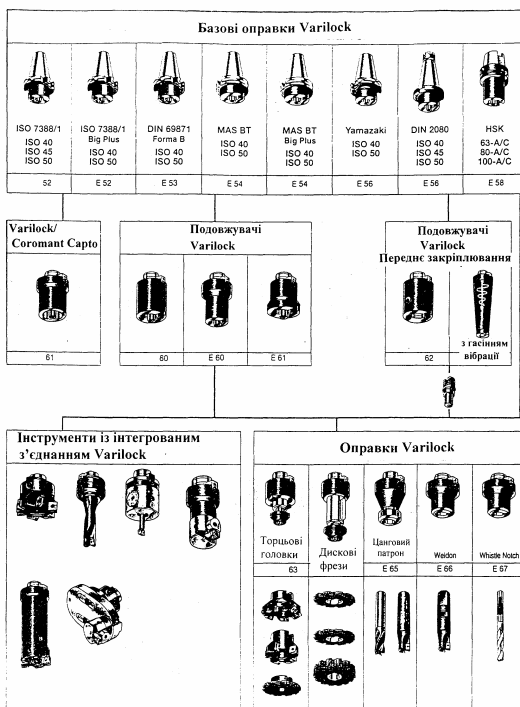 Базові оправки Varilock
ISO 7388/1
ISO 40
ISO 45
ISO 50
ISO 7388/1
Big Plus
ISO 40
ISO 50
DIN 69871
Forma B
ISO 40
ISO 50
MAS BT
ISO 40
ISO 50
MAS BT
Big Plus
ISO 40
ISO 50
Yamazaki
ISO 40
ISO 50
DIN 2080
ISO 40
ISO 45
ISO 50
HSK
63-A/C
80-A/C
100-A/C
52
E 52
E 53
E 54
E 54
E 56
E 56
E 58
Varilock/
Coromant Capto
61
Подовжувачі
Varilock
60
E 60
E 61
Подовжувачі
Varilock
Переднє закріплювання
62
з гасінням
вібрації
Інструменти із інтегрованим
з’єднанням Varilock
Оправки Varilock
Торцьові
головки
63
Дискові
фрези
Цанговий
патрон
E 65
Weldon
E 66
Whistle Notch
E 67